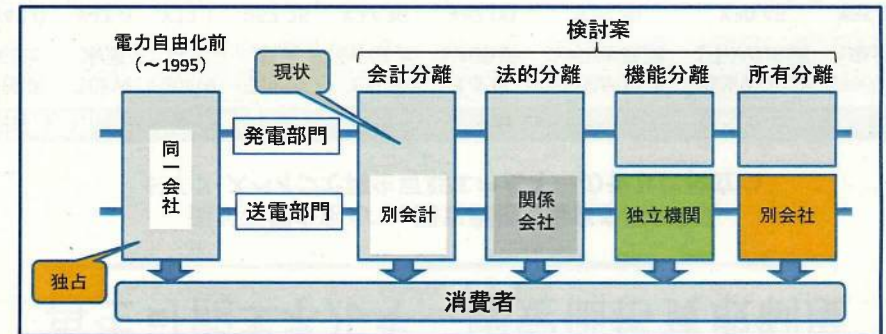 検討案
電力自由化前
(～1995)
現状
会計分離
法的分離
機能分離
所有分離
発電部門
同一会社
送電部門
別会計
関係
会社
独立機関
別会社
独占
消費者